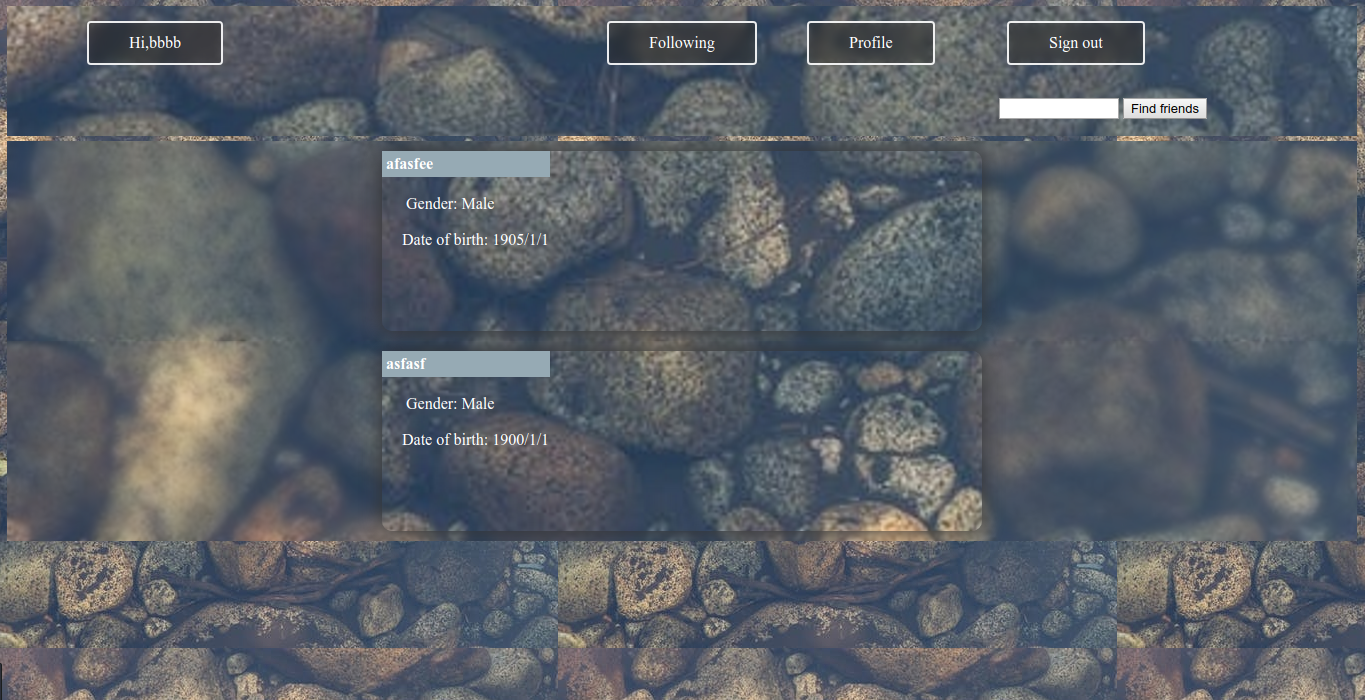 Hi,bbbb
Following
Profile
Sign out
Find friends
afasfee
Gender: Male
Date of birth: 1905/1/1
asfasf
Gender: Male
Date of birth: 1900/1/1